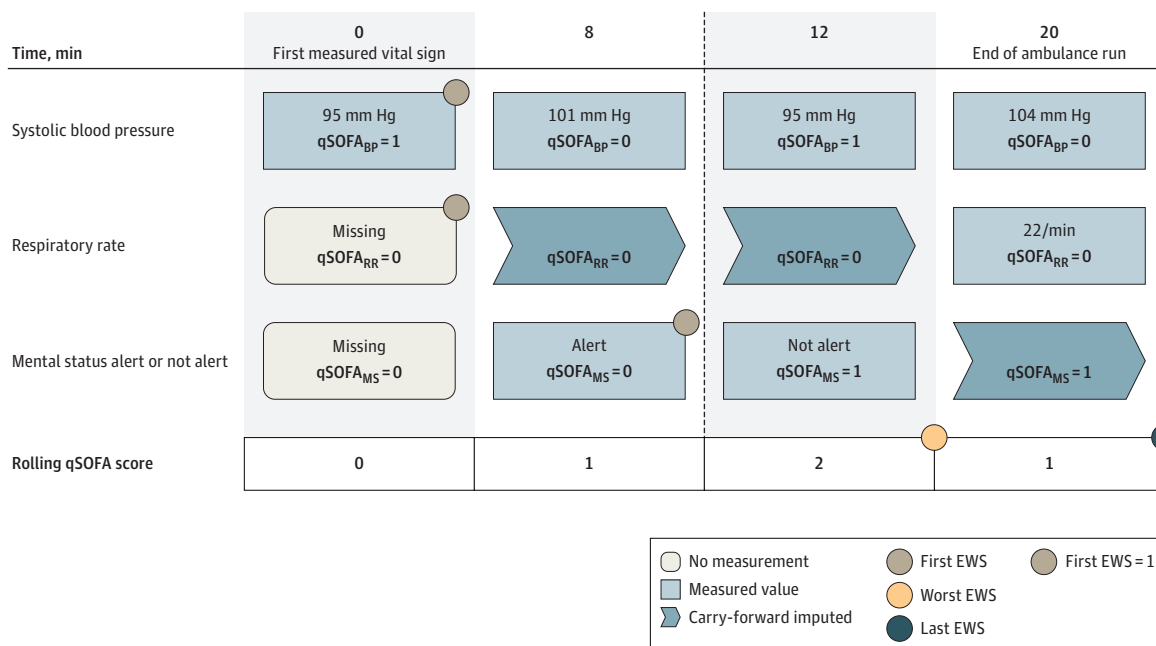 Time, min
0
First measured vital sign
8
12
20
End of ambulance run
Systolic blood pressure
95 mm Hg
qSOFA_BP = 1
101 mm Hg
qSOFA_BP = 0
95 mm Hg
qSOFA_BP = 1
104 mm Hg
qSOFA_BP = 0
Respiratory rate
Missing
qSOFA_RR = 0
qSOFA_RR = 0
qSOFA_RR = 0
22/min
qSOFA_RR = 0
Mental status alert or not alert
Missing
qSOFA_MS = 0
Alert
qSOFA_MS = 0
Not alert
qSOFA_MS = 1
qSOFA_MS = 1
Rolling qSOFA score
0
1
2
1
No measurement
Measured value
Carry-forward imputed
First EWS
Worst EWS
Last EWS
First EWS = 1